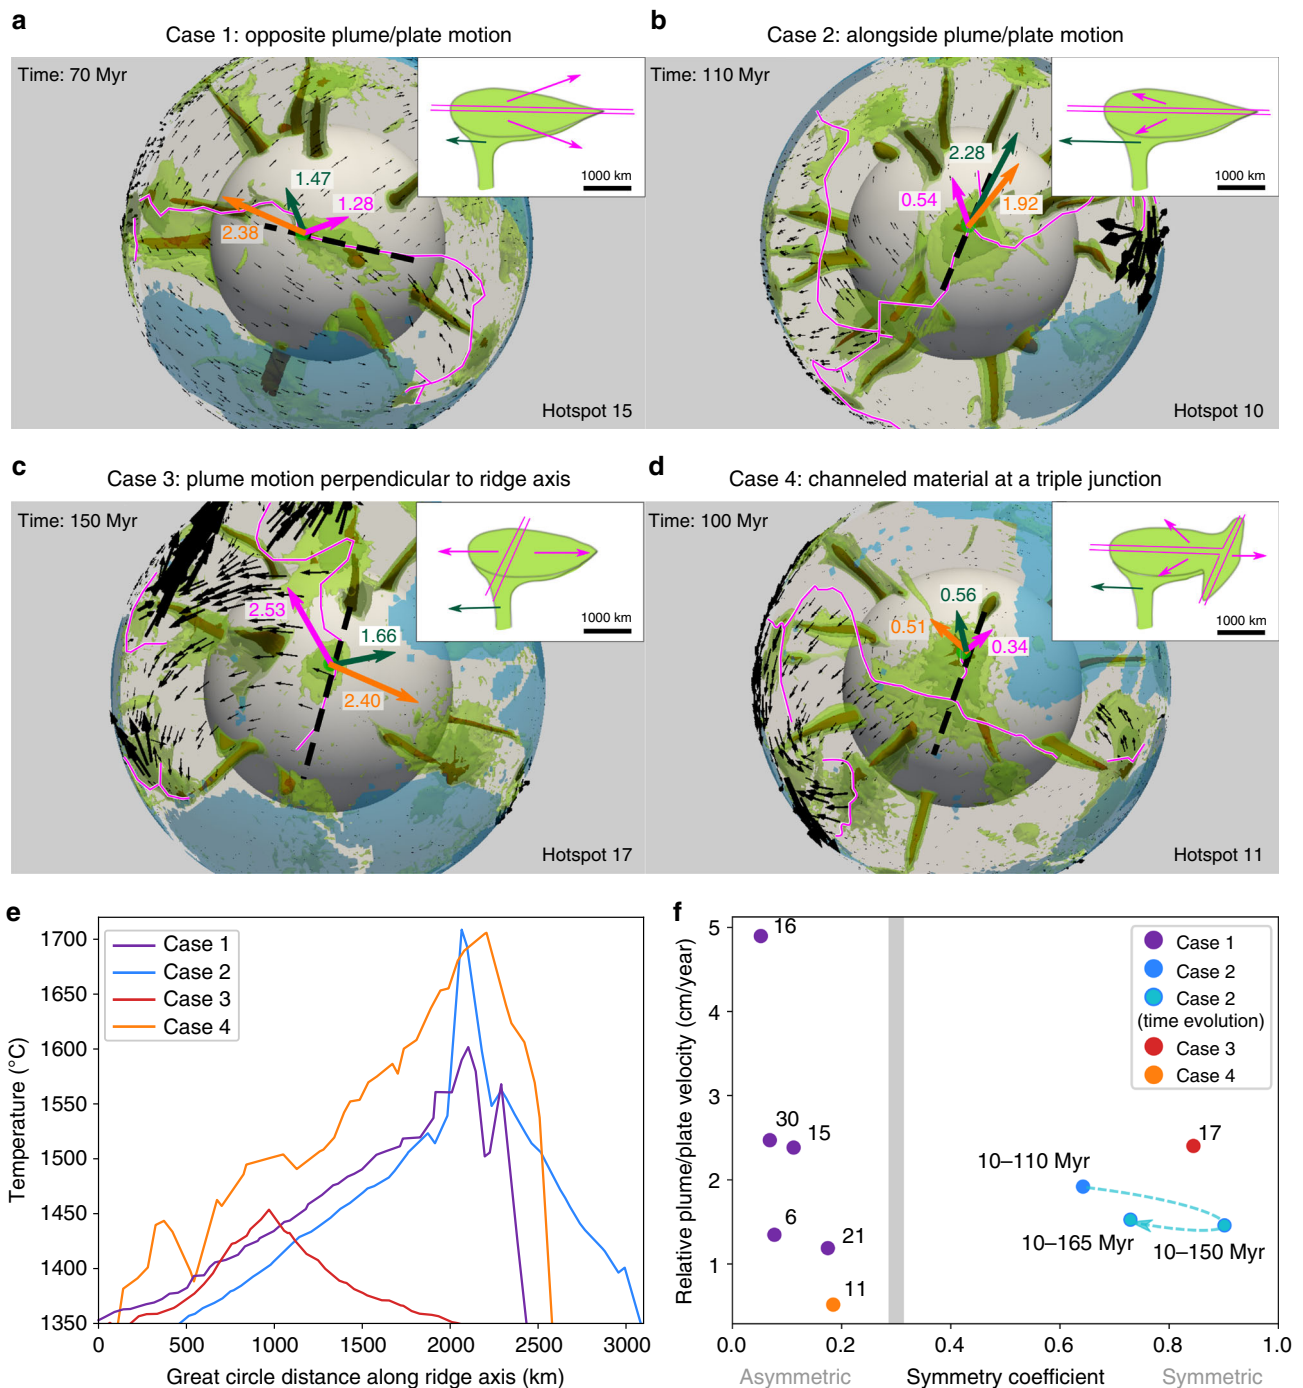 a
Case 1: opposite plume/plate motion
Time: 70 Myr
1000 km
1.47
1.28
2.38
Hotspot 15
b
Case 2: alongside plume/plate motion
110 Myr
1000 km
2.28
0.54
1.92
Hotspot 10
c
Case 3: plume motion perpendicular to ridge axis
Time: 150 Myr
1000 km
2.53
1.66
2.40
Hotspot 17
d
Case 4: channeled material at a triple junction
Time: 100 Myr
1000 km
0.56
0.51
0.34
Hotspot 11
e
Temperature (°C)
1700
1650
1600
1550
1500
1450
1400
1350
Case 1
Case 2
Case 3
Case 4
0 500 1000 1500 2000 2500 3000
Great circle distance along ridge axis (km)
f
Relative plume/plate velocity (cm/year)
5
4
3
2
1
16
Case 1
Case 2
Case 2
(time evolution)
Case 3
Case 4
30
15
17
10–110 Myr
6
21
10–165 Myr
10–150 Myr
11
0.0 0.2 0.4 0.6 0.8 1.0
Asymmetric Symmetry coefficient Symmetric